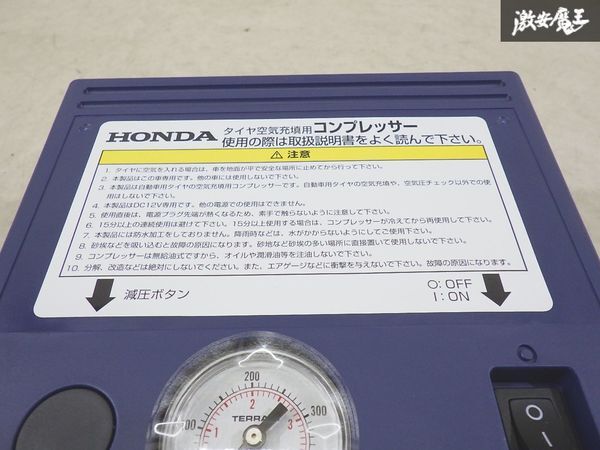 激安魔王
HONDA タイヤ空気充填用コンプレッサー
使用の際は取扱説明書をよく読んで下さい。
⚠ 注意
1. タイヤに空気を入れる場合は、車を地面が平で安全な場所に止めてから行って下さい。
2. 本製品はこの車専用です。他の車には使用しないで下さい。
3. 本製品は自動車用タイヤの空気充填用コンプレッサーです。自動車用タイヤの空気充填や、空気圧チェック以外での使
用はしないで下さい。
4. 本製品はDC12V専用です。他の電源での使用はできません。
5. 使用直後は、電源プラグ先端が熱くなるため、素手で触らないように注意して下さい。
6. 15分以上の連続使用は避けて下さい。15分以上使用する場合は、コンプレッサーが冷えてから再使用して下さい。
7. 本製品には防水加工をしておりません。降雨時などは、水がかからないようにしてご使用下さい。
8. 砂埃などを吸い込むと故障の原因になります。砂地など砂埃の多い場所に直接置いて使用しないで下さい。
9. コンプレッサーは無給油式ですから、オイルや潤滑油等を注油しないで下さい。
10. 分解、改造などは絶対にしないでください。また、エアゲージなどに衝撃を与えないで下さい。故障の原因になります。
減圧ボタン
○: OFF
I : ON
200
300
00
1
2
3
TERRA